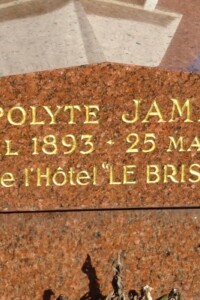 POLYTE JAM
L 1893 - 25 MA
e l'Hôtel "LE BRIS